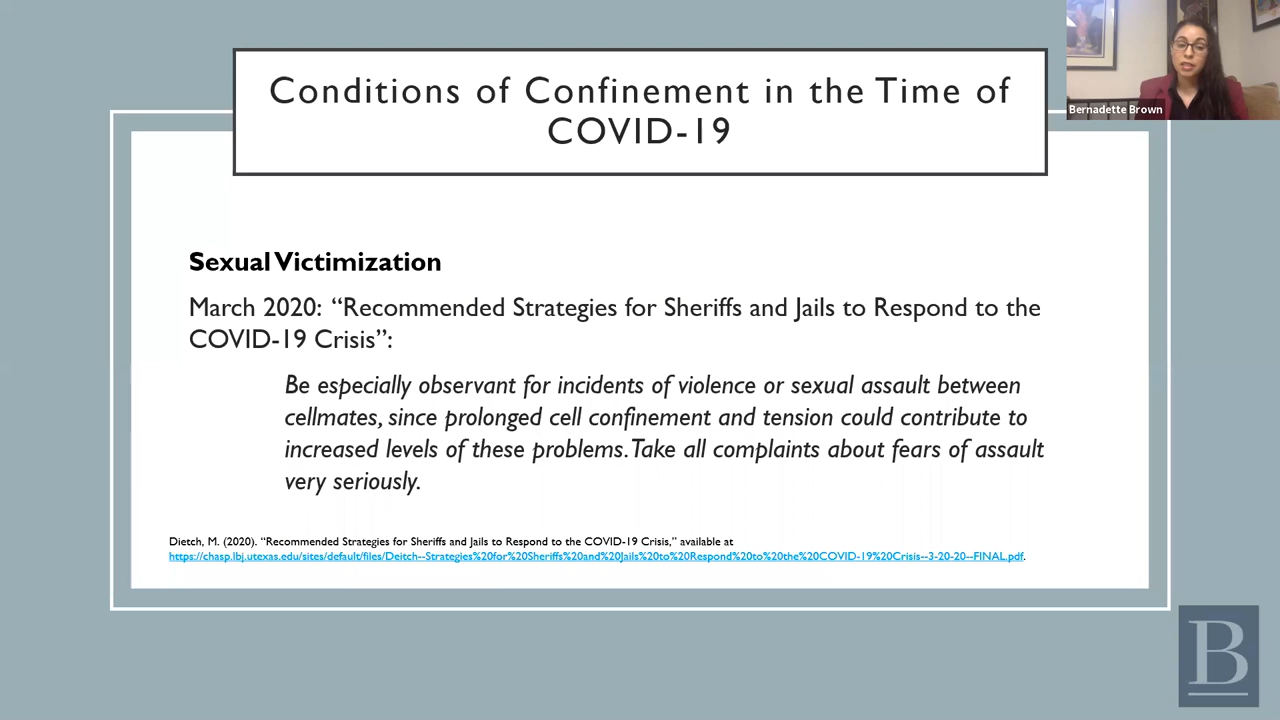 Conditions of Confinement in the Time of
COVID-19
Bernadette Brown
Sexual Victimization
March 2020: “Recommended Strategies for Sheriffs and Jails to Respond to the
COVID-19 Crisis”:
Be especially observant for incidents of violence or sexual assault between
cellmates, since prolonged cell confinement and tension could contribute to
increased levels of these problems. Take all complaints about fears of assault
very seriously.
Dietch, M. (2020). “Recommended Strategies for Sheriffs and Jails to Respond to the COVID-19 Crisis,” available at
https://chasp.lbj.utexas.edu/sites/default/files/Deitch--Strategies%20for%20Sheriffs%20and%20Jails%20to%20Respond%20to%20the%20COVID-19%20Crisis--3-20-20--FINAL.pdf.
B